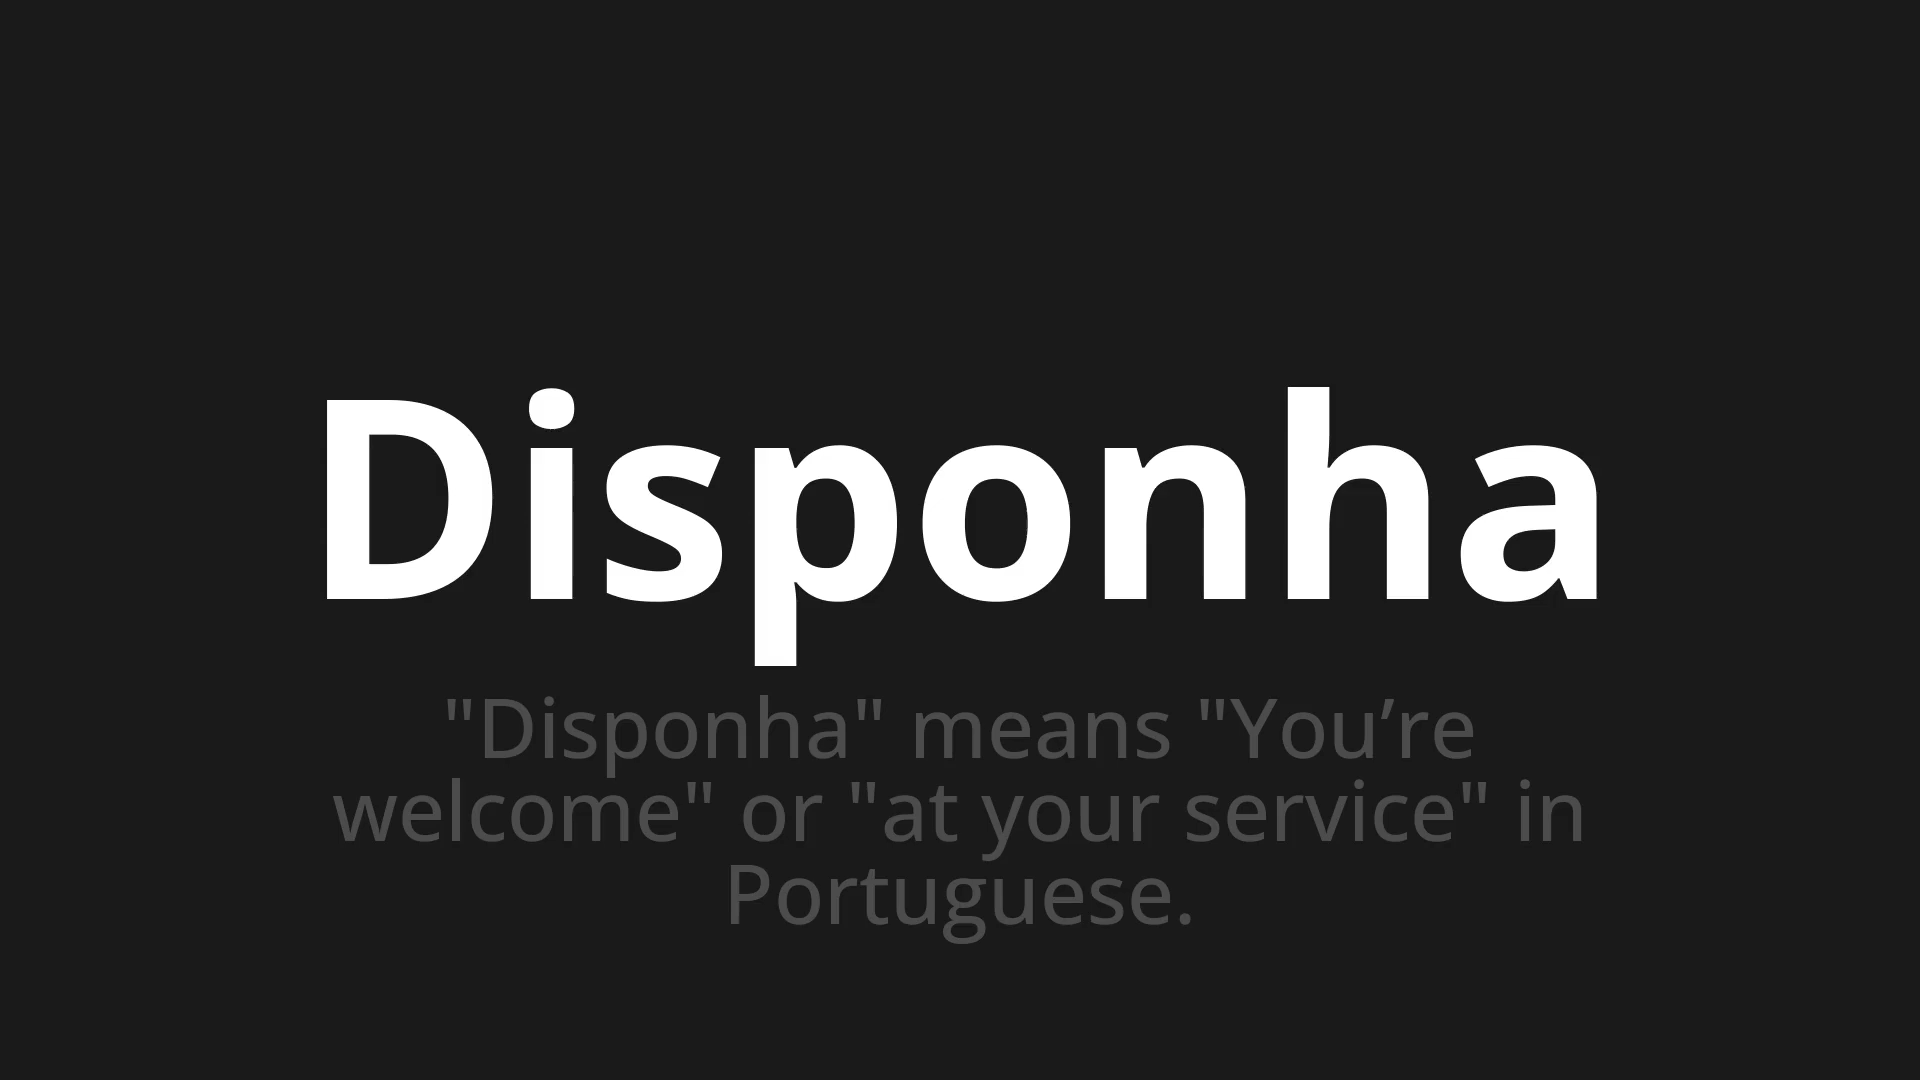 Disponha
"Disponha" means "You’re
welcome" or "at your service" in
Portuguese.